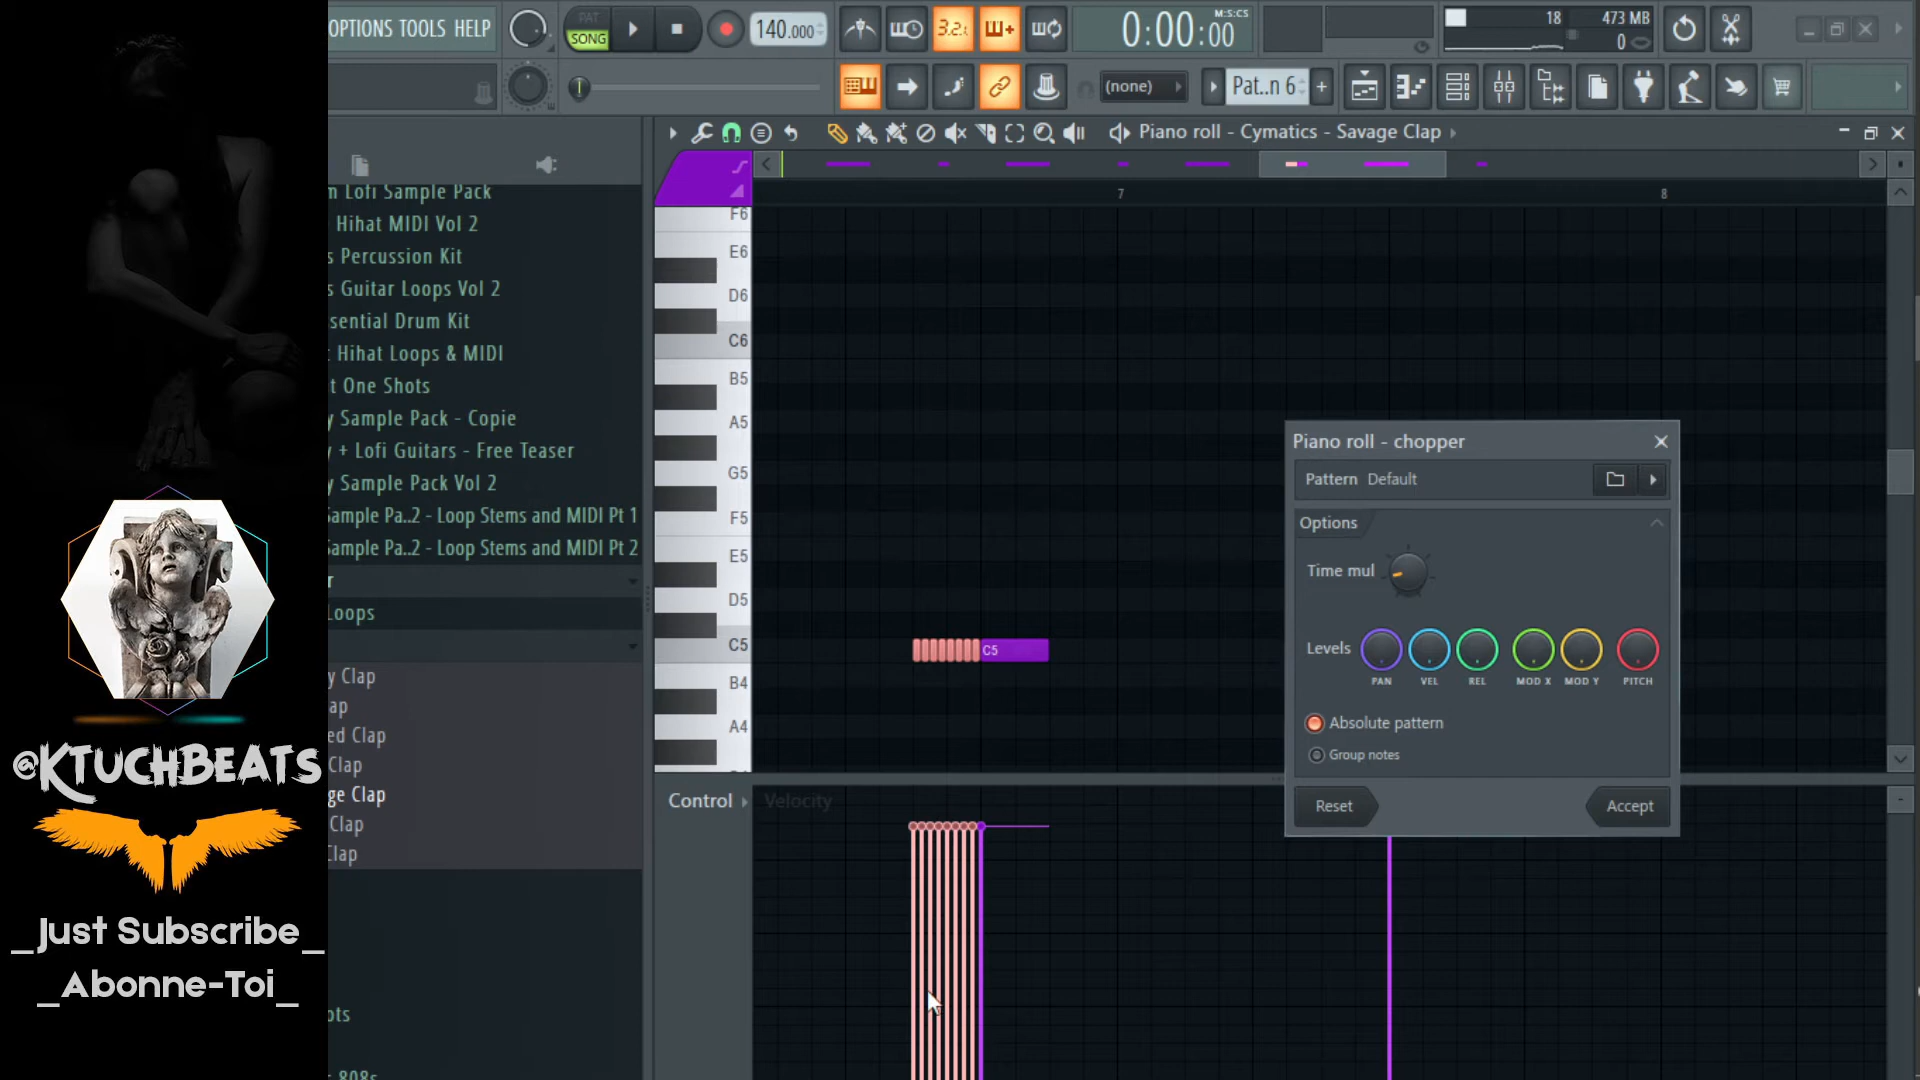 OPTIONS TOOLS HELP
PAT
SONG
140.000
3.2.1
0:00:00
M:S:CS
18
473 MB
0
(none)
Pat..n 6
+
Piano roll - Cymatics - Savage Clap
7
8
m Lofi Sample Pack
Hihat MIDI Vol 2
s Percussion Kit
s Guitar Loops Vol 2
sential Drum Kit
t Hihat Loops & MIDI
t One Shots
y Sample Pack - Copie
y + Lofi Guitars - Free Teaser
y Sample Pack Vol 2
Sample Pa..2 - Loop Stems and MIDI Pt 1
Sample Pa..2 - Loop Stems and MIDI Pt 2
r
Loops
y Clap
ap
ed Clap
Clap
ge Clap
Clap
Clap
ots
808s
F6
E6
D6
C6
B5
A5
G5
F5
E5
D5
C5
B4
A4
C5
Control
Velocity
Piano roll - chopper
Pattern Default
Options
Time mul
Levels
PAN VEL REL MOD X MOD Y PITCH
Absolute pattern
Group notes
Reset
Accept
@KTUCHBEATS
_Just Subscribe_
_Abonne-Toi_